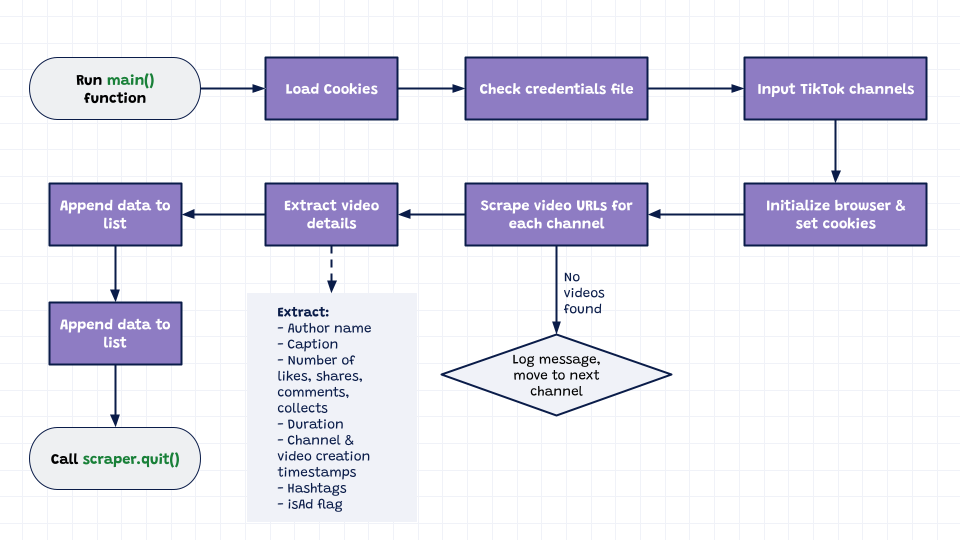 Run main()
function
Load Cookies
Check credentials file
Input TikTok channels
Append data to
list
Extract video
details
Scrape video URLs for
each channel
Initialize browser &
set cookies
No
videos
found
Append data to
list
Extract:
- Author name
- Caption
- Number of
likes, shares,
comments,
collects
- Duration
- Channel &
video creation
timestamps
- Hashtags
- isAd flag
Log message,
move to next
channel
Call scraper.quit()